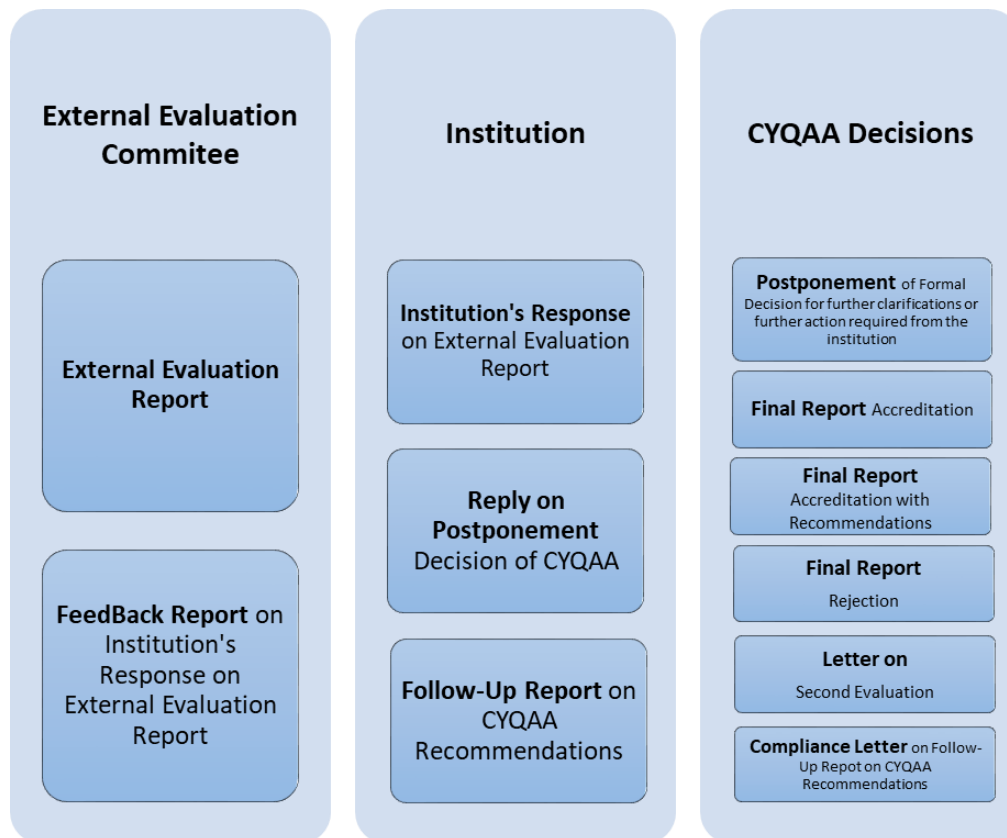 External Evaluation
Commitee
External Evaluation
Report
FeedBack Report on
Institution's
Response on
External Evaluation
Report
Institution
Institution's Response
on External Evaluation
Report
Reply on
Postponement
Decision of CYQAA
Follow-Up Report on
CYQAA
Recommendations
CYQAA Decisions
Postponement of Formal
Decision for further clarifications or
further action required from the
institution
Final Report Accreditation
Final Report
Accreditation with
Recommendations
Final Report
Rejection
Letter on
Second Evaluation
Compliance Letter on Follow-
Up Repot on CYQAA
Recommendations